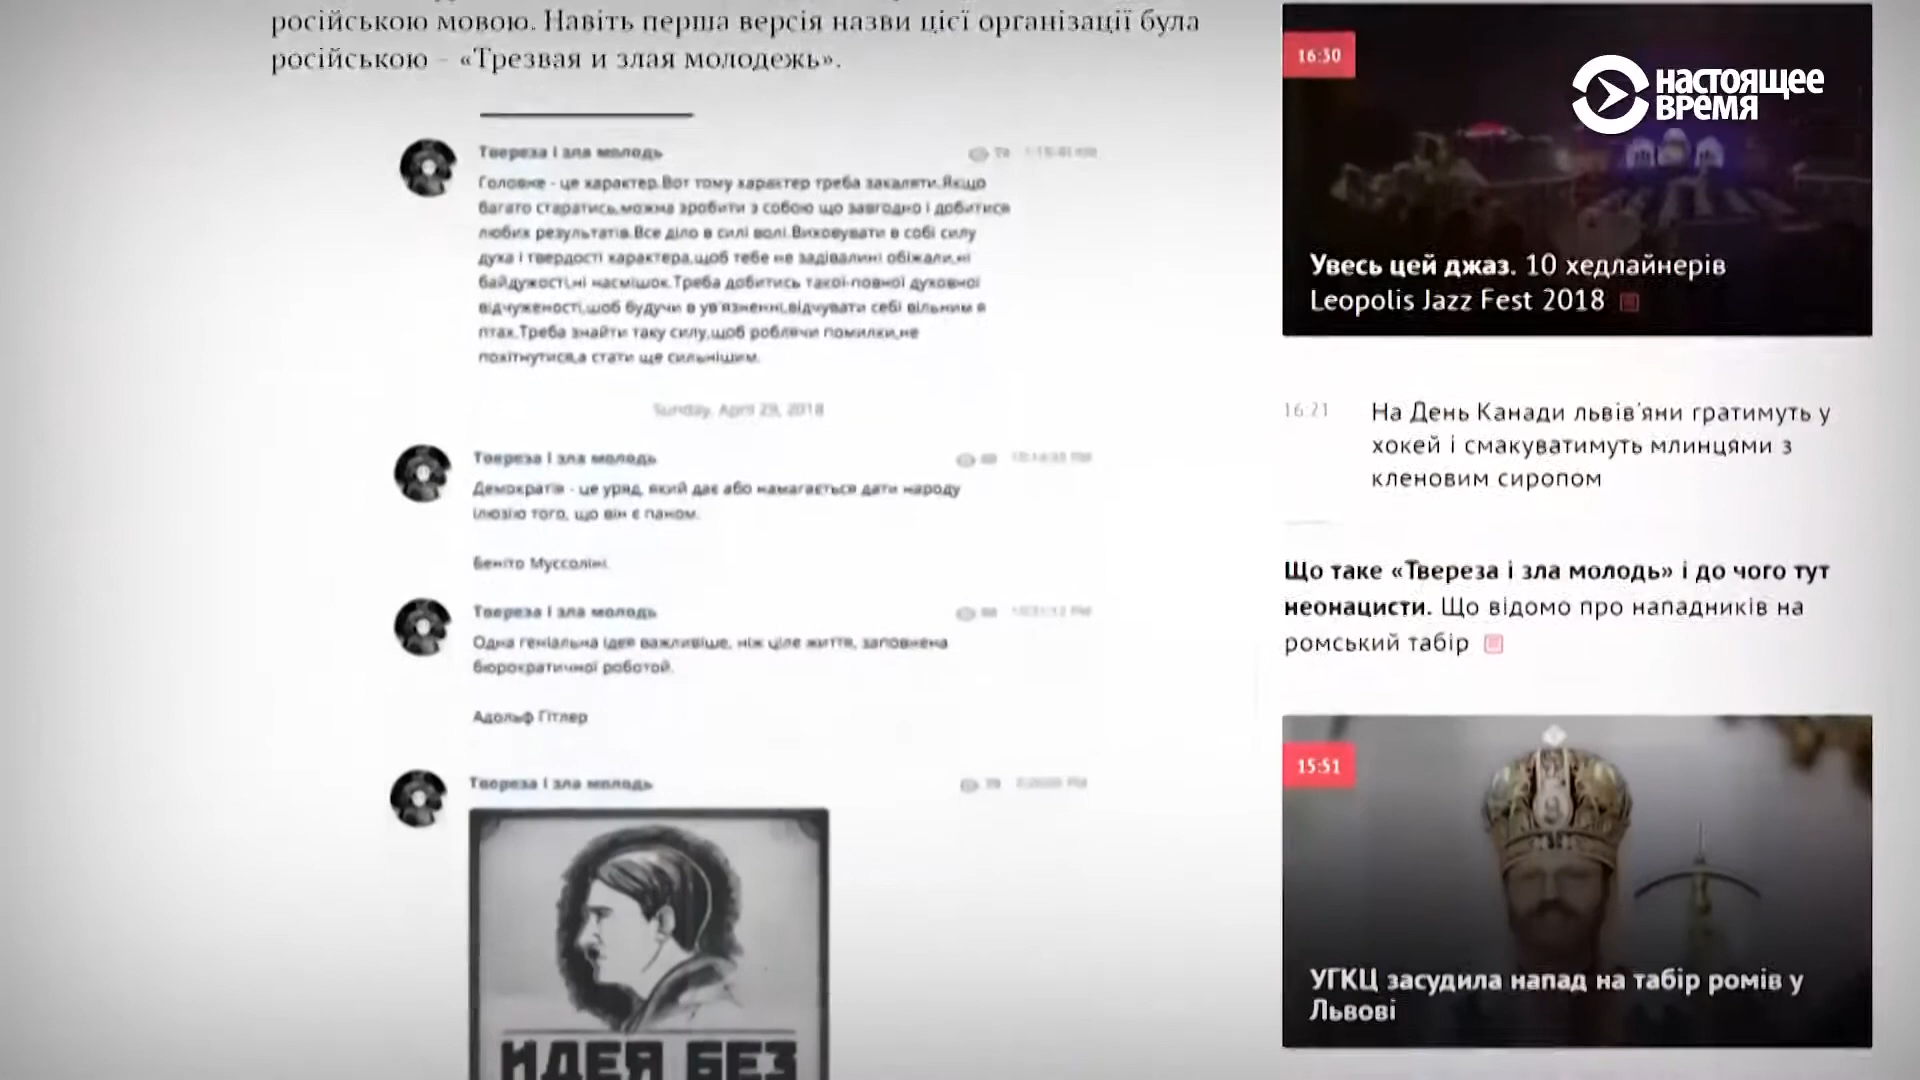 російською мовою. Навіть перша версія назви цієї організації була
російською – «Трезвая и злая молодежь».
Твереза і зла молодь
Головне - це характер.Вот тому характер треба закаляти.Якщо
багато старатись,можна зробити з собою що завгодно і добитися
любих результатів.Все діло в силі волі.Виховувати в собі силу
духа і твердості характера,щоб тебе не задівали,ні обіжали,ні
байдужості,ні насмішок.Треба добитись такої-повної духовної
відчуженості,щоб будучи в ув'язненні,відчувати себі вільним я
птах.Треба знайти таку силу,щоб роблячи помилки,не
похітнутися,а стати ще сильнішим.
Sunday, April 29, 2018
Твереза і зла молодь
Демократія - це уряд, який дає або намагається дати народу
ілюзію того, що він є паном.
Беніто Муссоліні.
Твереза і зла молодь
Одна геніальна ідея важливіше, ніж ціле життя, заповнена
бюрократичної роботой.
Адольф Гітлер
Твереза і зла молодь
ИДЕЯ БЕЗ
НАСТОЯЩЕЕ
ВРЕМЯ
16:30
Увесь цей джаз. 10 хедлайнерів
Leopolis Jazz Fest 2018
16:21
На День Канади львів'яни гратимуть у
хокей і смакуватимуть млинцями з
кленовим сиропом
Що таке «Твереза і зла молодь» і до чого тут
неонацисти. Що відомо про нападників на
ромський табір
15:51
УГКЦ засудила напад на табір ромів у
Львові